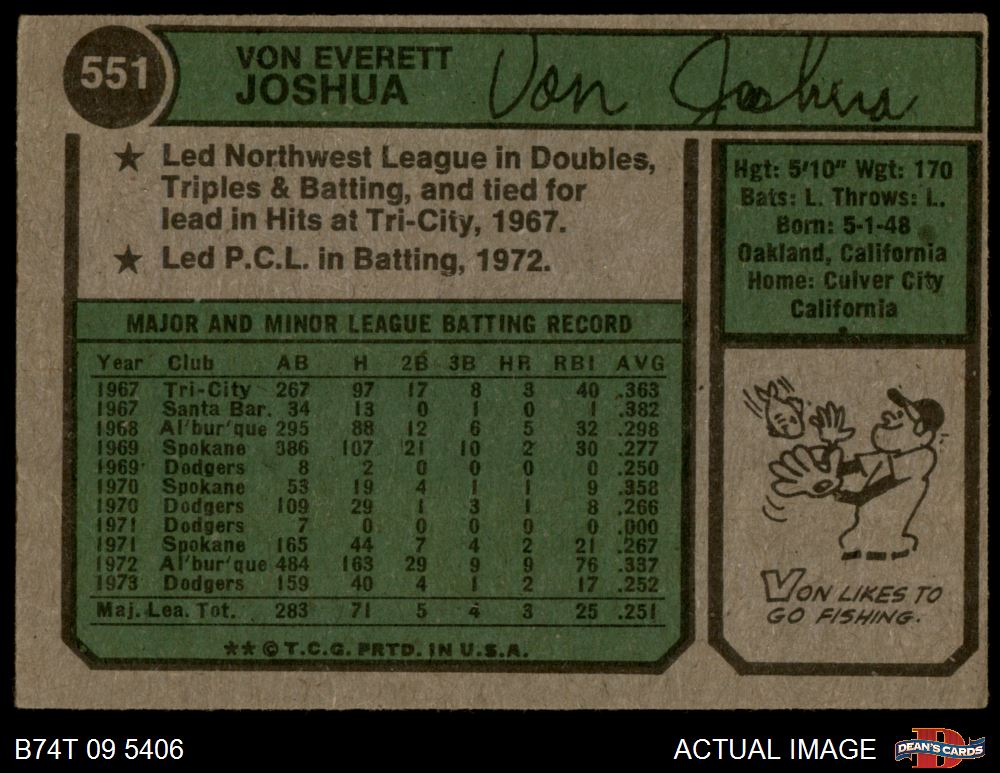 551
VON EVERETT
JOSHUA
Von Joshua
★ Led Northwest League in Doubles,
Triples & Batting, and tied for
lead in Hits at Tri-City, 1967.
★ Led P.C.L. in Batting, 1972.
Hgt: 5'10" Wgt: 170
Bats: L. Throws: L.
Born: 5-1-48
Oakland, California
Home: Culver City
California
MAJOR AND MINOR LEAGUE BATTING RECORD
Year Club AB H 2B 3B HR RBI AVG
1967 Tri-City 267 97 17 8 3 40 .363
1967 Santa Bar. 34 13 0 1 0 1 .382
1968 Al'bur'que 295 88 12 6 5 32 .298
1969 Spokane 386 107 21 10 2 30 .277
1969 Dodgers 8 2 0 0 0 0 .250
1970 Spokane 53 19 4 1 1 9 .358
1970 Dodgers 109 29 1 3 1 8 .266
1971 Dodgers 7 0 0 0 0 0 .000
1971 Spokane 165 44 7 4 2 21 .267
1972 Al'bur'que 484 163 29 9 9 76 .337
1973 Dodgers 159 40 4 1 2 17 .252
Maj. Lea. Tot. 283 71 5 4 3 25 .251
** © T.C.G. PRTD. IN U.S.A.
VON LIKES TO
GO FISHING.
B74T 09 5406
ACTUAL IMAGE
D
DEAN'S CARDS